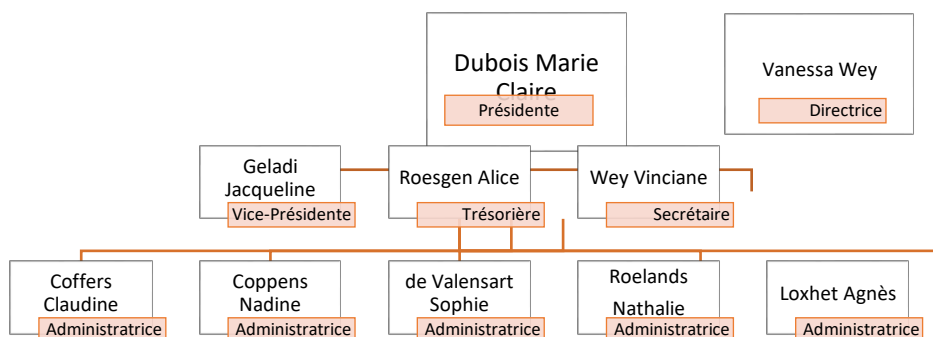 Dubois Marie
Claire
Présidente
Vanessa Wey
Directrice
Geladi
Jacqueline
Vice-Présidente
Roesgen Alice
Trésorière
Wey Vinciane
Secrétaire
Coffers
Claudine
Administratrice
Coppens
Nadine
Administratrice
de Valensart
Sophie
Administratrice
Roelands
Nathalie
Administratrice
Loxhet Agnès
Administratrice